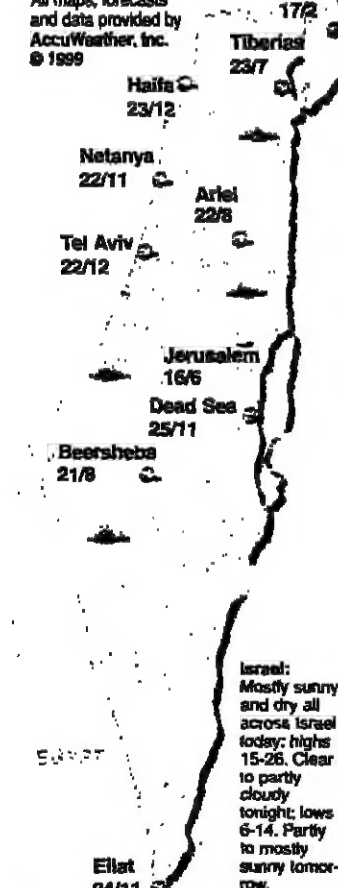 All maps, forecasts
and data provided by
AccuWeather, Inc.
© 1999
17/2
Tiberias
23/7
Haifa
23/12
Netanya
22/11
Ariel
22/8
Tel Aviv
22/12
Jerusalem
16/6
Dead Sea
25/11
Beersheba
21/8
Israel:
Mostly sunny
and dry all
across Israel
today; highs
15-26. Clear
to partly
cloudy
tonight; lows
6-14. Partly
to mostly
sunny tomor-
row.
Eilat
24/11